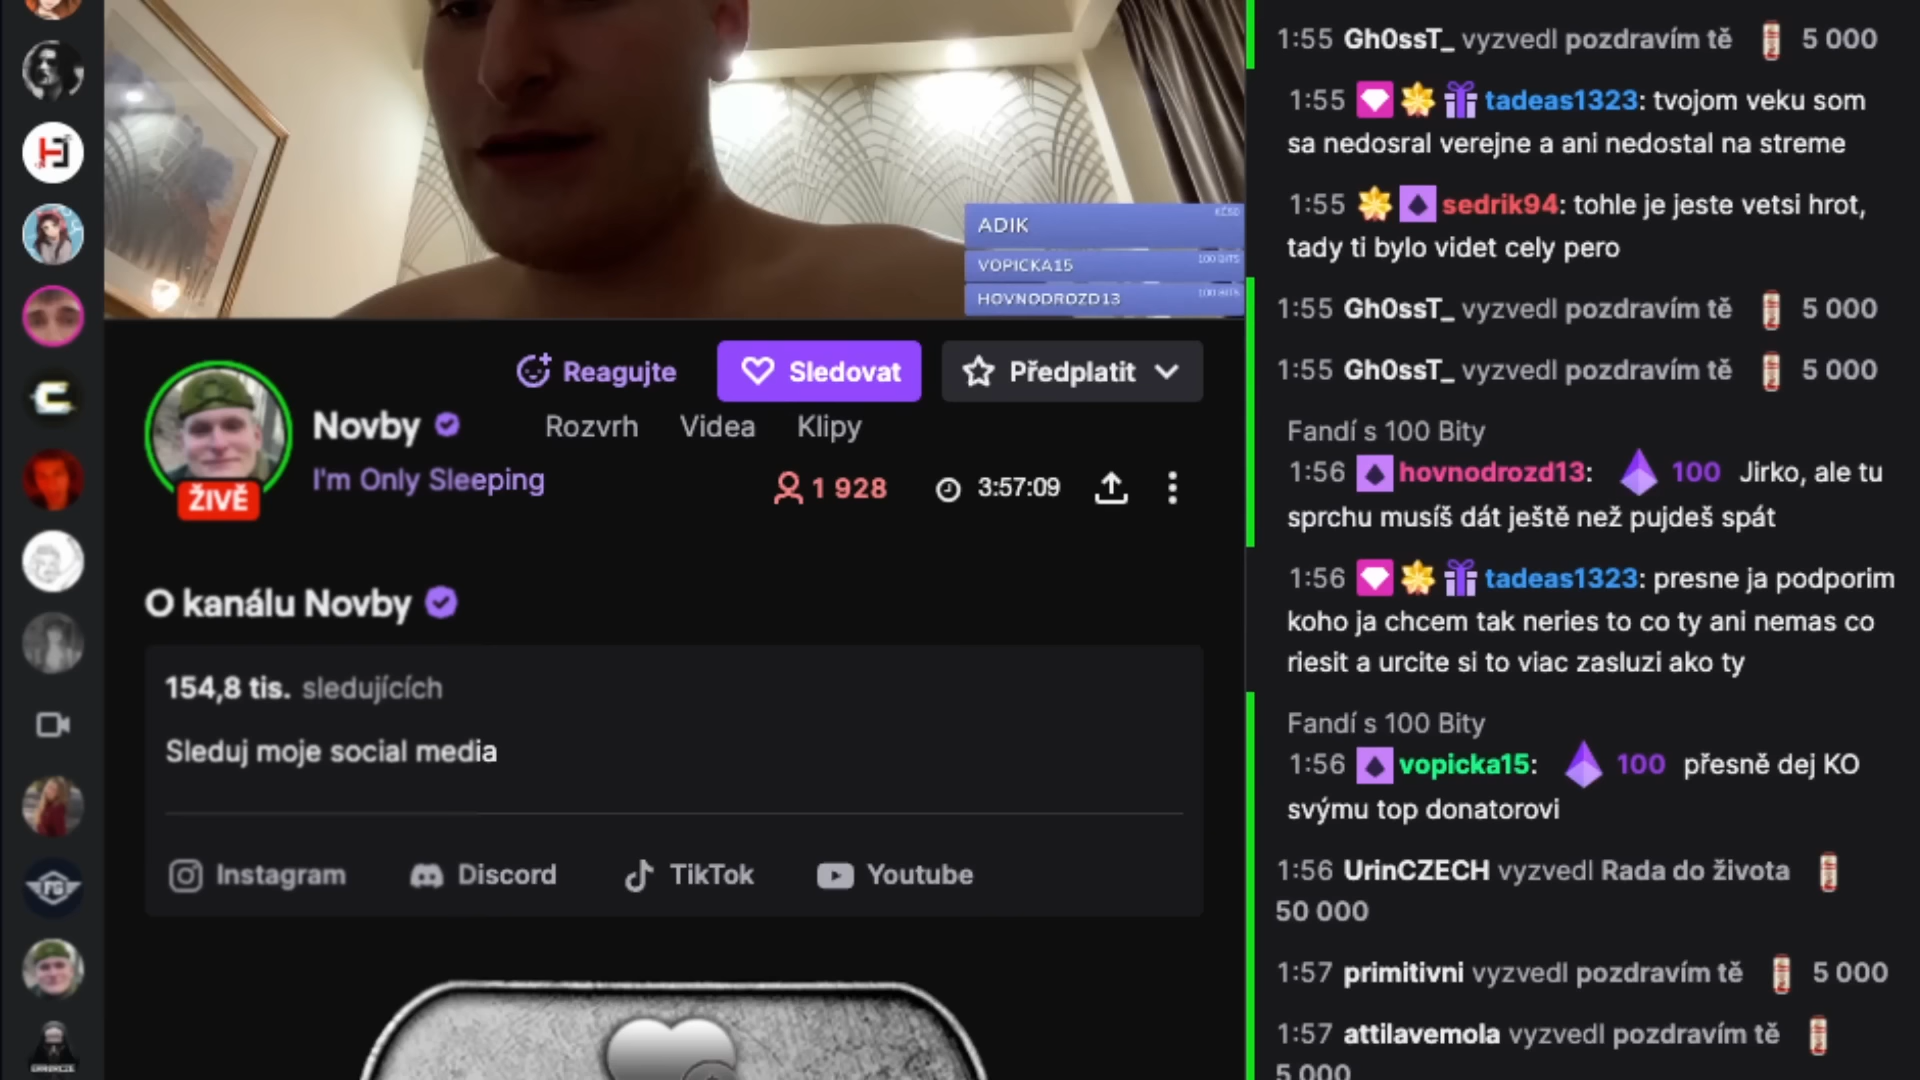 ADIK
VOPICKA15
100 BITS
HOVNODROZD13
100 BITS
Reagujte
Sledovat
Předplatit
Novby
Rozvrh
Videa
Klipy
I'm Only Sleeping
1 928
3:57:09
ŽIVĚ
O kanálu Novby
154,8 tis. sledujících
Sleduj moje social media
Instagram
Discord
TikTok
Youtube
1:55 Gh0ssT_ vyzvedl pozdravím tě 5 000
1:55 tadeas1323: tvojom veku som
sa nedosral verejne a ani nedostal na streme
1:55 sedrik94: tohle je jeste vetsi hrot,
tady ti bylo videt cely pero
1:55 Gh0ssT_ vyzvedl pozdravím tě 5 000
1:55 Gh0ssT_ vyzvedl pozdravím tě 5 000
Fandí s 100 Bity
1:56 hovnodrozd13: 100 Jirko, ale tu
sprchu musíš dát ještě než pujdeš spát
1:56 tadeas1323: presne ja podporim
koho ja chcem tak neries to co ty ani nemas co
riesit a urcite si to viac zasluzi ako ty
Fandí s 100 Bity
1:56 vopicka15: 100 přesně dej KO
svýmu top donatorovi
1:56 UrinCZECH vyzvedl Rada do života
50 000
1:57 primitivni vyzvedl pozdravím tě 5 000
1:57 attilavemola vyzvedl pozdravím tě
5 000